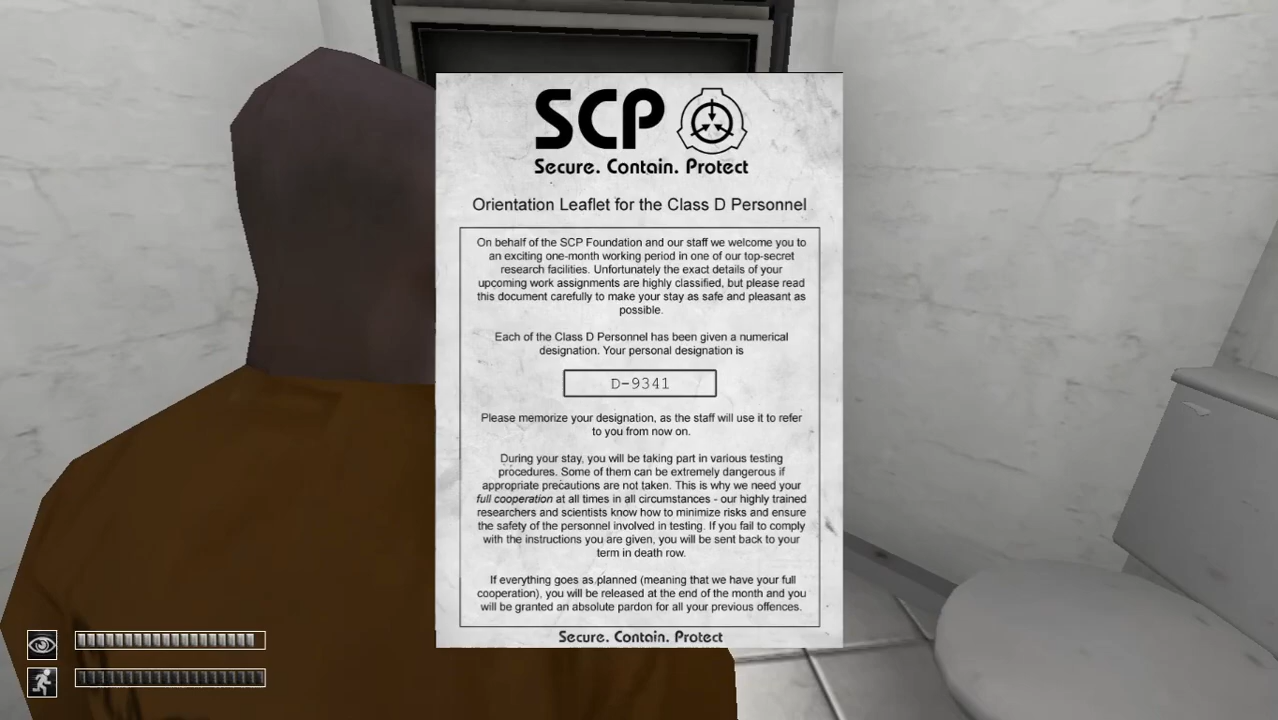 SCP
Secure. Contain. Protect
Orientation Leaflet for the Class D Personnel
On behalf of the SCP Foundation and our staff we welcome you to
an exciting one-month working period in one of our top-secret
research facilities. Unfortunately the exact details of your
upcoming work assignments are highly classified, but please read
this document carefully to make your stay as safe and pleasant as
possible.
Each of the Class D Personnel has been given a numerical
designation. Your personal designation is
D-9341
Please memorize your designation, as the staff will use it to refer
to you from now on.
During your stay, you will be taking part in various testing
procedures. Some of them can be extremely dangerous if
appropriate precautions are not taken. This is why we need your
full cooperation at all times in all circumstances - our highly trained
researchers and scientists know how to minimize risks and ensure
the safety of the personnel involved in testing. If you fail to comply
with the instructions you are given, you will be sent back to your
term in death row.
If everything goes as planned (meaning that we have your full
cooperation), you will be released at the end of the month and you
will be granted an absolute pardon for all your previous offences.
Secure. Contain. Protect